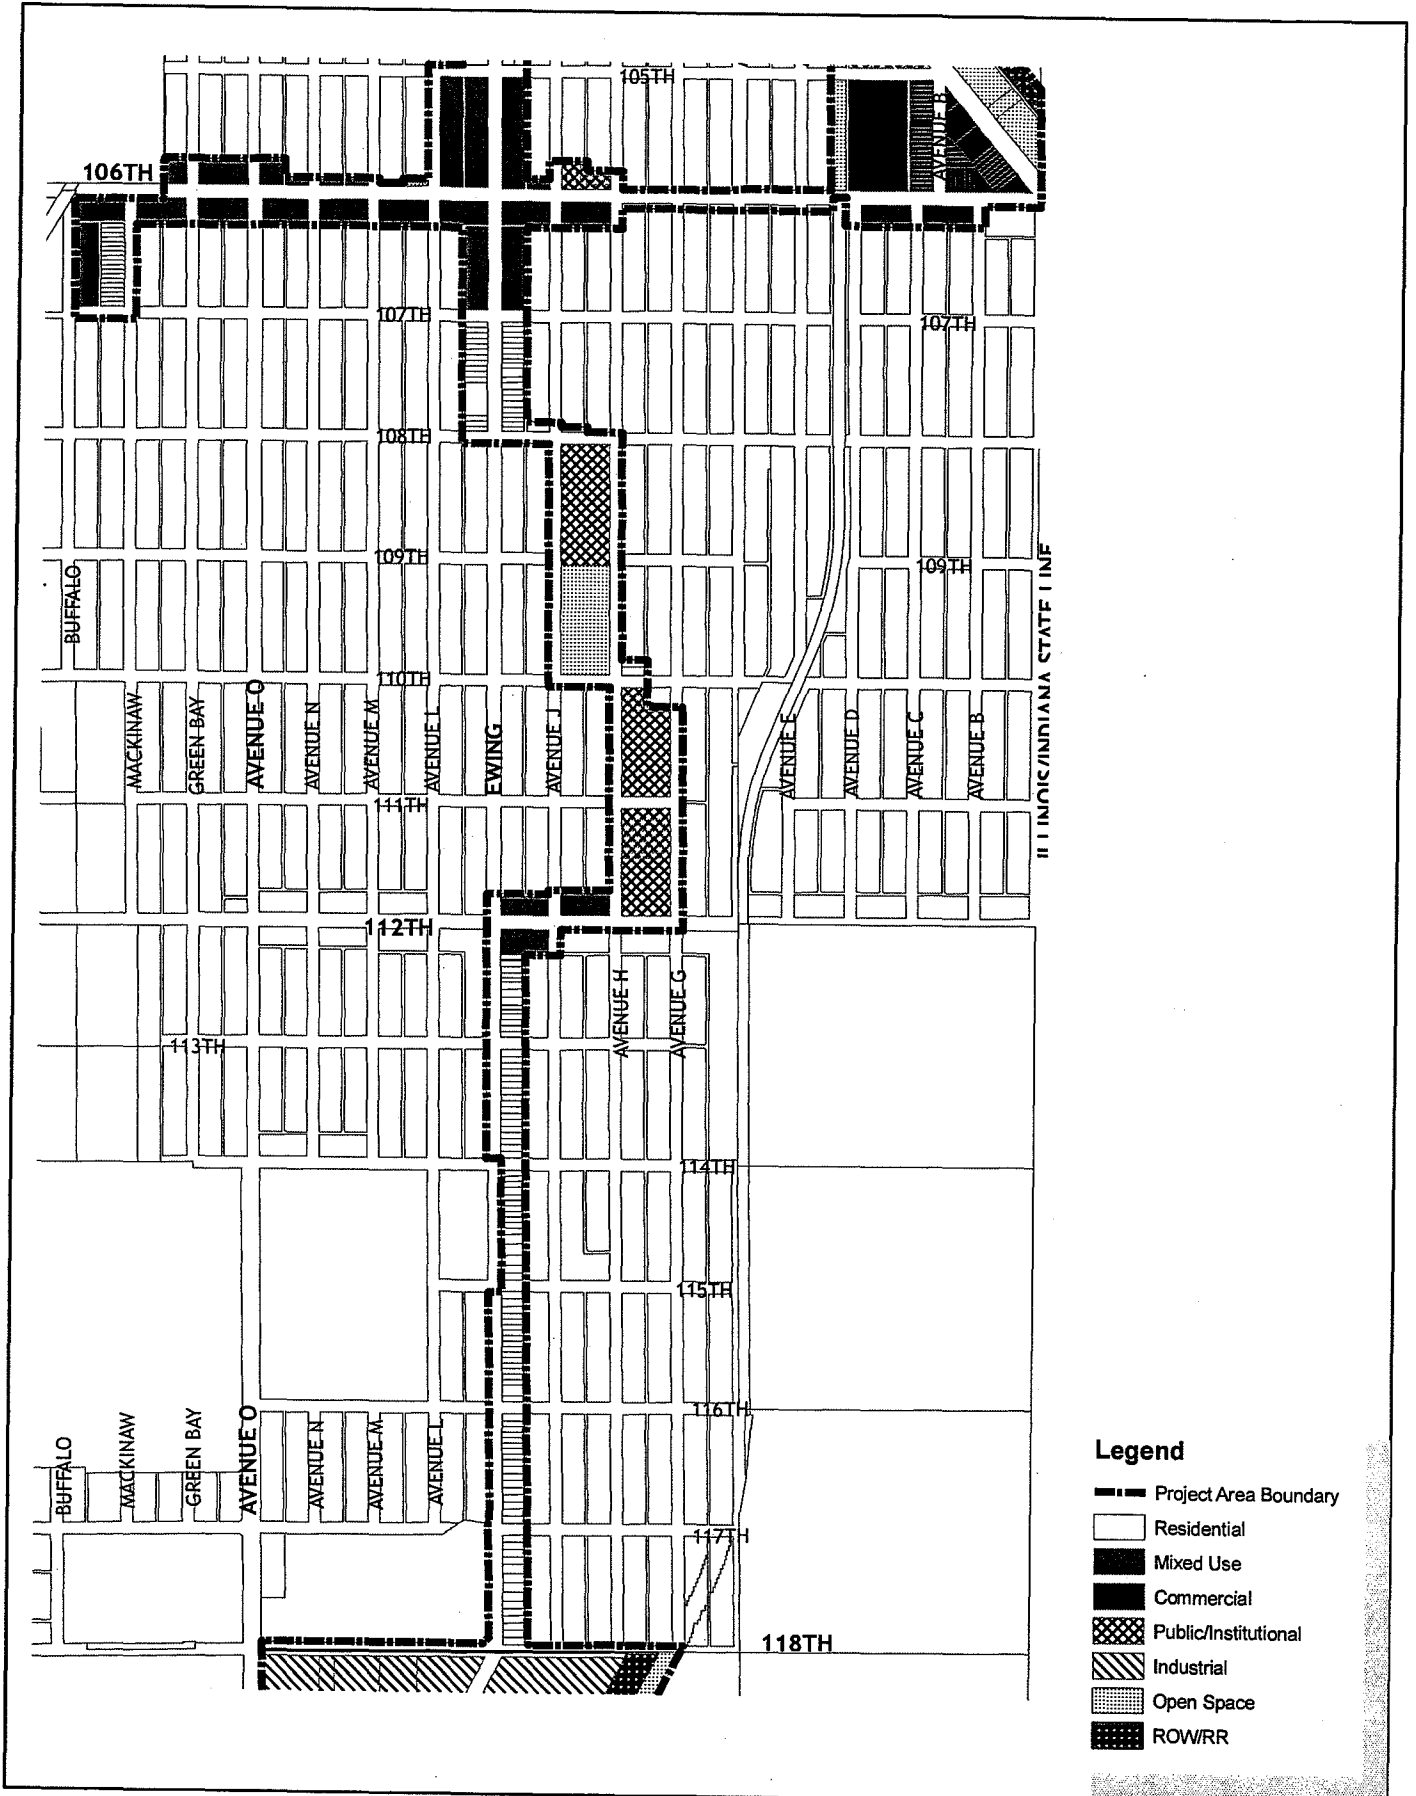 105TH
AVENUE B
106TH
107TH
107TH
108TH
109TH
109TH
BUFFALO
ILLINOIS/INDIANA STATE LINE
110TH
MACKINAW
GREEN BAY
AVENUE O
AVENUE N
AVENUE M
AVENUE L
EWING
AVENUE J
AVENUE E
AVENUE D
AVENUE C
AVENUE B
111TH
112TH
AVENUE H
AVENUE G
113TH
114TH
115TH
116TH
BUFFALO
MACKINAW
GREEN BAY
AVENUE O
AVENUE N
AVENUE M
AVENUE L
117TH
118TH
Legend
Project Area Boundary
Residential
Mixed Use
Commercial
Public/Institutional
Industrial
Open Space
ROW/RR